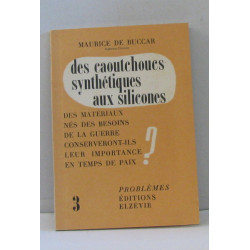 MAURICE DE BUCCAR
des caoutchoucs
synthétiques
aux silicones
DES MATÉRIAUX
NÉS DES BESOINS
DE LA GUERRE
CONSERVERONT-ILS
LEUR IMPORTANCE
EN TEMPS DE PAIX
?
PROBLÈMES
3 ÉDITIONS
ELZÉVIR